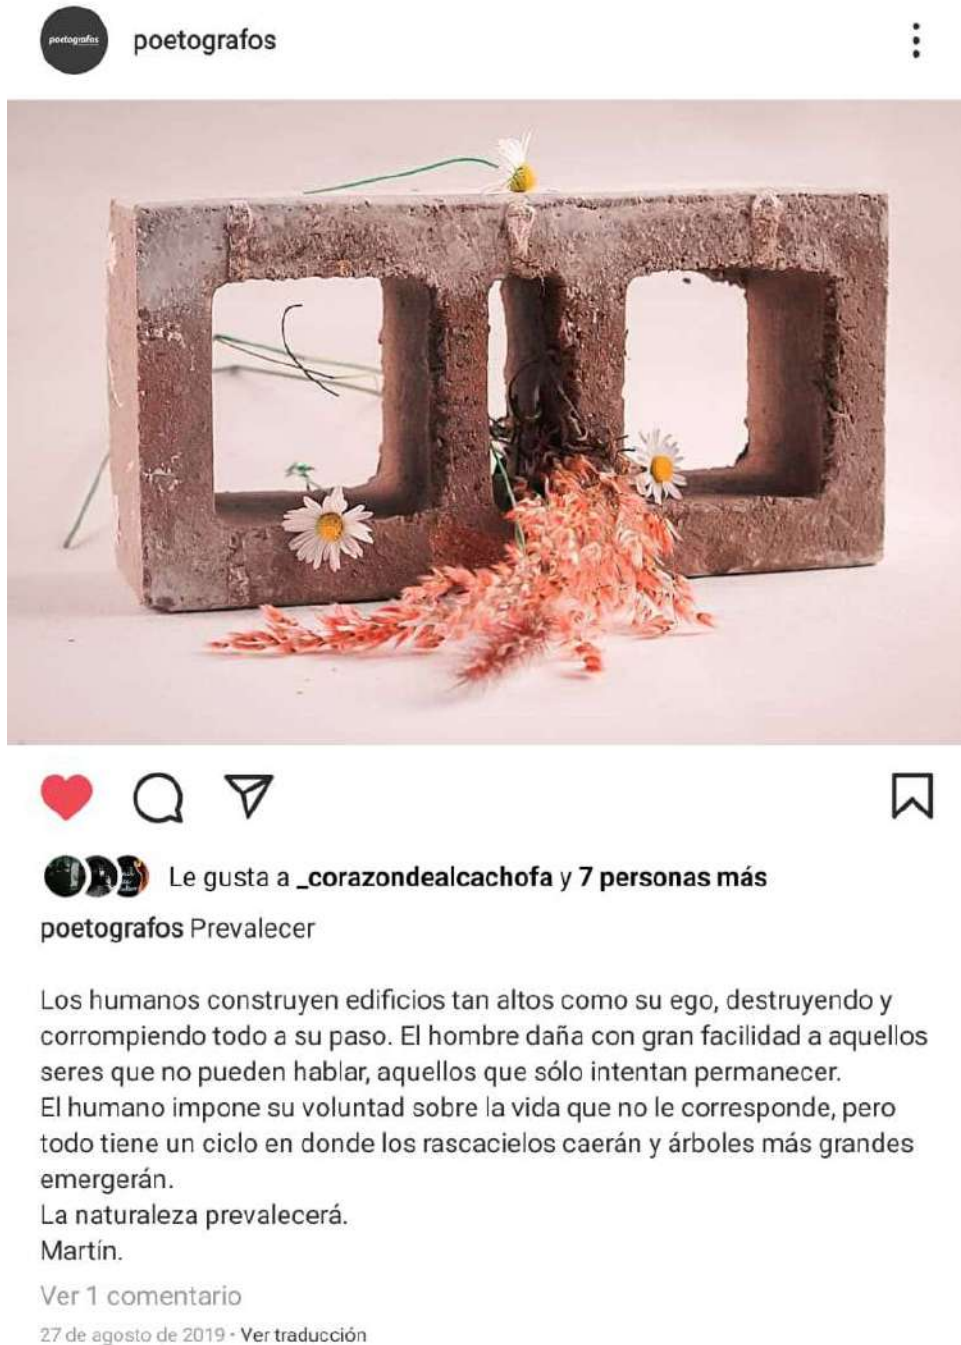 poetografos
poetografos
Le gusta a _corazondealcachofa y 7 personas más
poetografos Prevalecer
Los humanos construyen edificios tan altos como su ego, destruyendo y
corrompiendo todo a su paso. El hombre daña con gran facilidad a aquellos
seres que no pueden hablar, aquellos que sólo intentan permanecer.
El humano impone su voluntad sobre la vida que no le corresponde, pero
todo tiene un ciclo en donde los rascacielos caerán y árboles más grandes
emergerán.
La naturaleza prevalecerá.
Martín.
Ver 1 comentario
27 de agosto de 2019 · Ver traducción